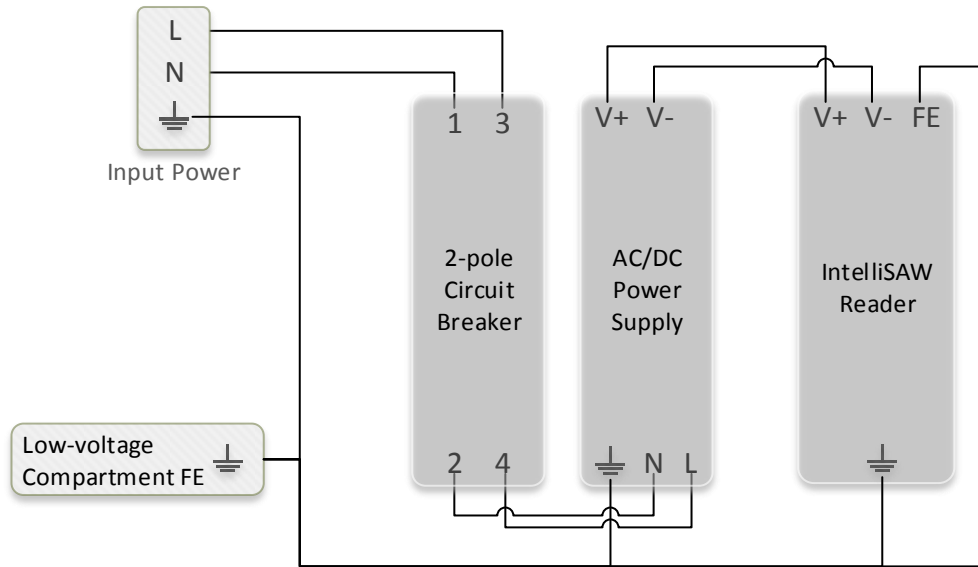 L
N
Input Power
1 3
V+ V-
V+ V- FE
2-pole
Circuit
Breaker
AC/DC
Power
Supply
IntelliSAW
Reader
Low-voltage
Compartment FE
2 4
N L